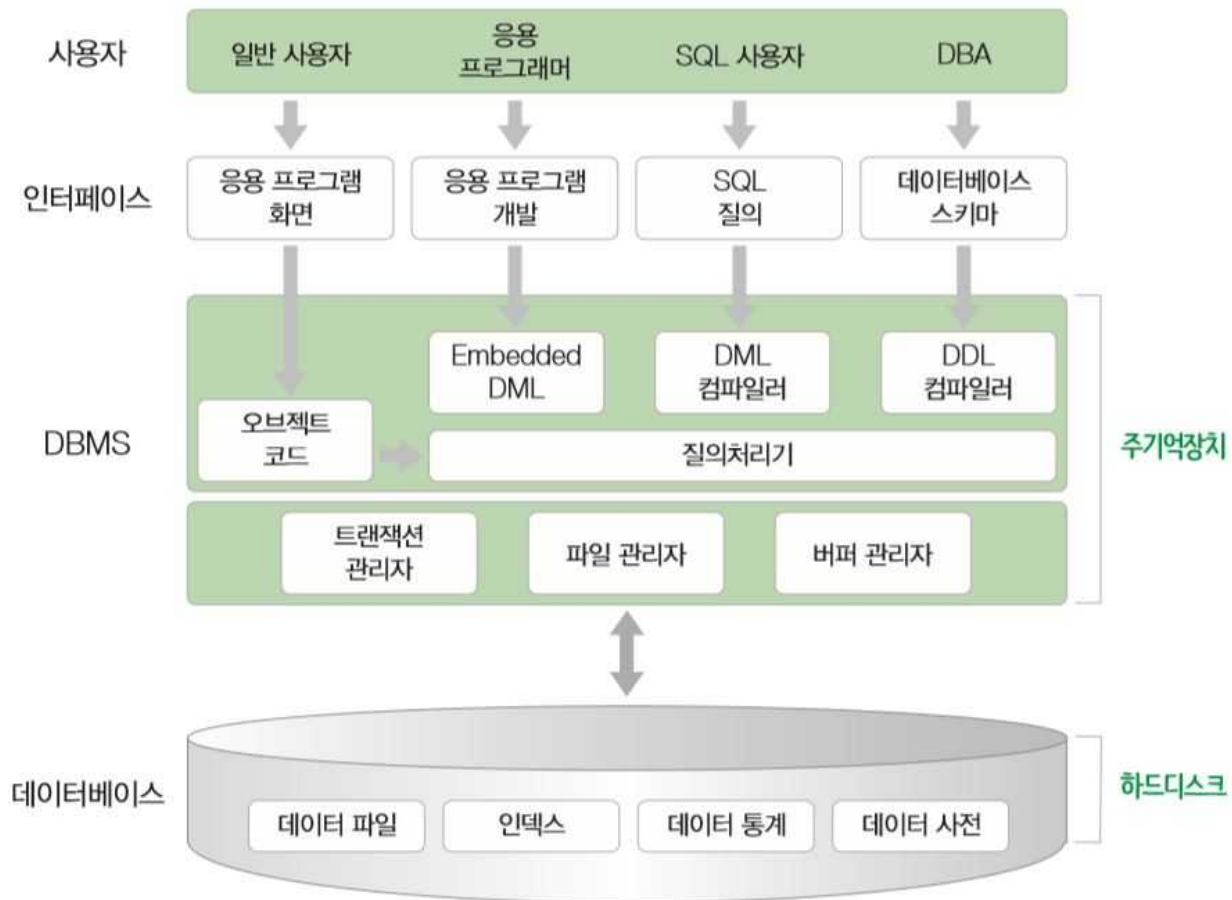 사용자
일반 사용자
응용
프로그래머
SQL 사용자
DBA
인터페이스
응용 프로그램
화면
응용 프로그램
개발
SQL
질의
데이터베이스
스키마
DBMS
Embedded
DML
DML
컴파일러
DDL
컴파일러
오브젝트
코드
질의처리기
주기억장치
트랜잭션
관리자
파일 관리자
버퍼 관리자
데이터베이스
데이터 파일
인덱스
데이터 통계
데이터 사전
하드디스크